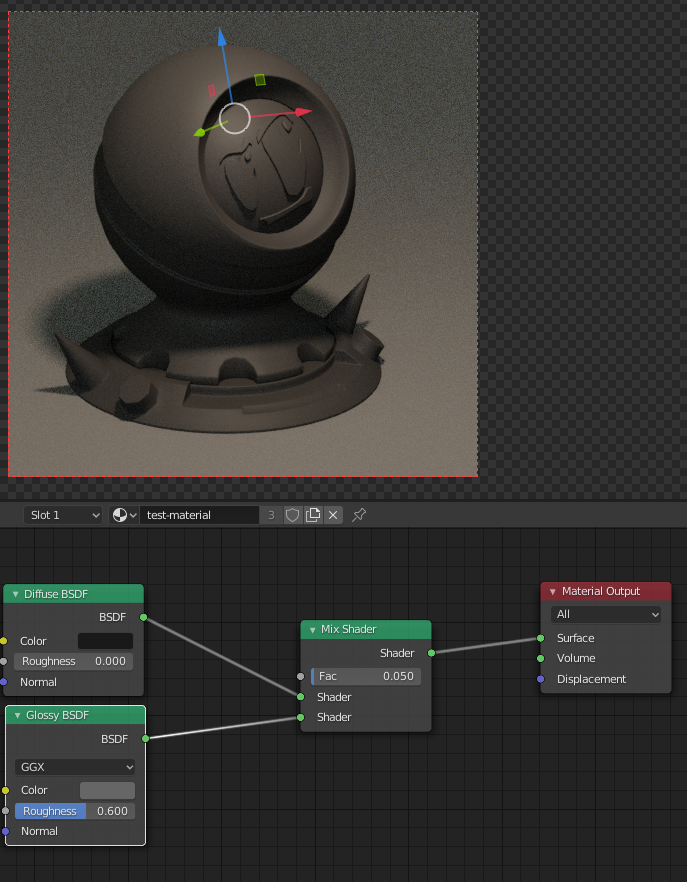 Slot 1
test-material
3
Diffuse BSDF
BSDF
Color
Roughness 0.000
Normal
Glossy BSDF
BSDF
GGX
Color
Roughness 0.600
Normal
Mix Shader
Shader
Fac 0.050
Shader
Shader
Material Output
All
Surface
Volume
Displacement